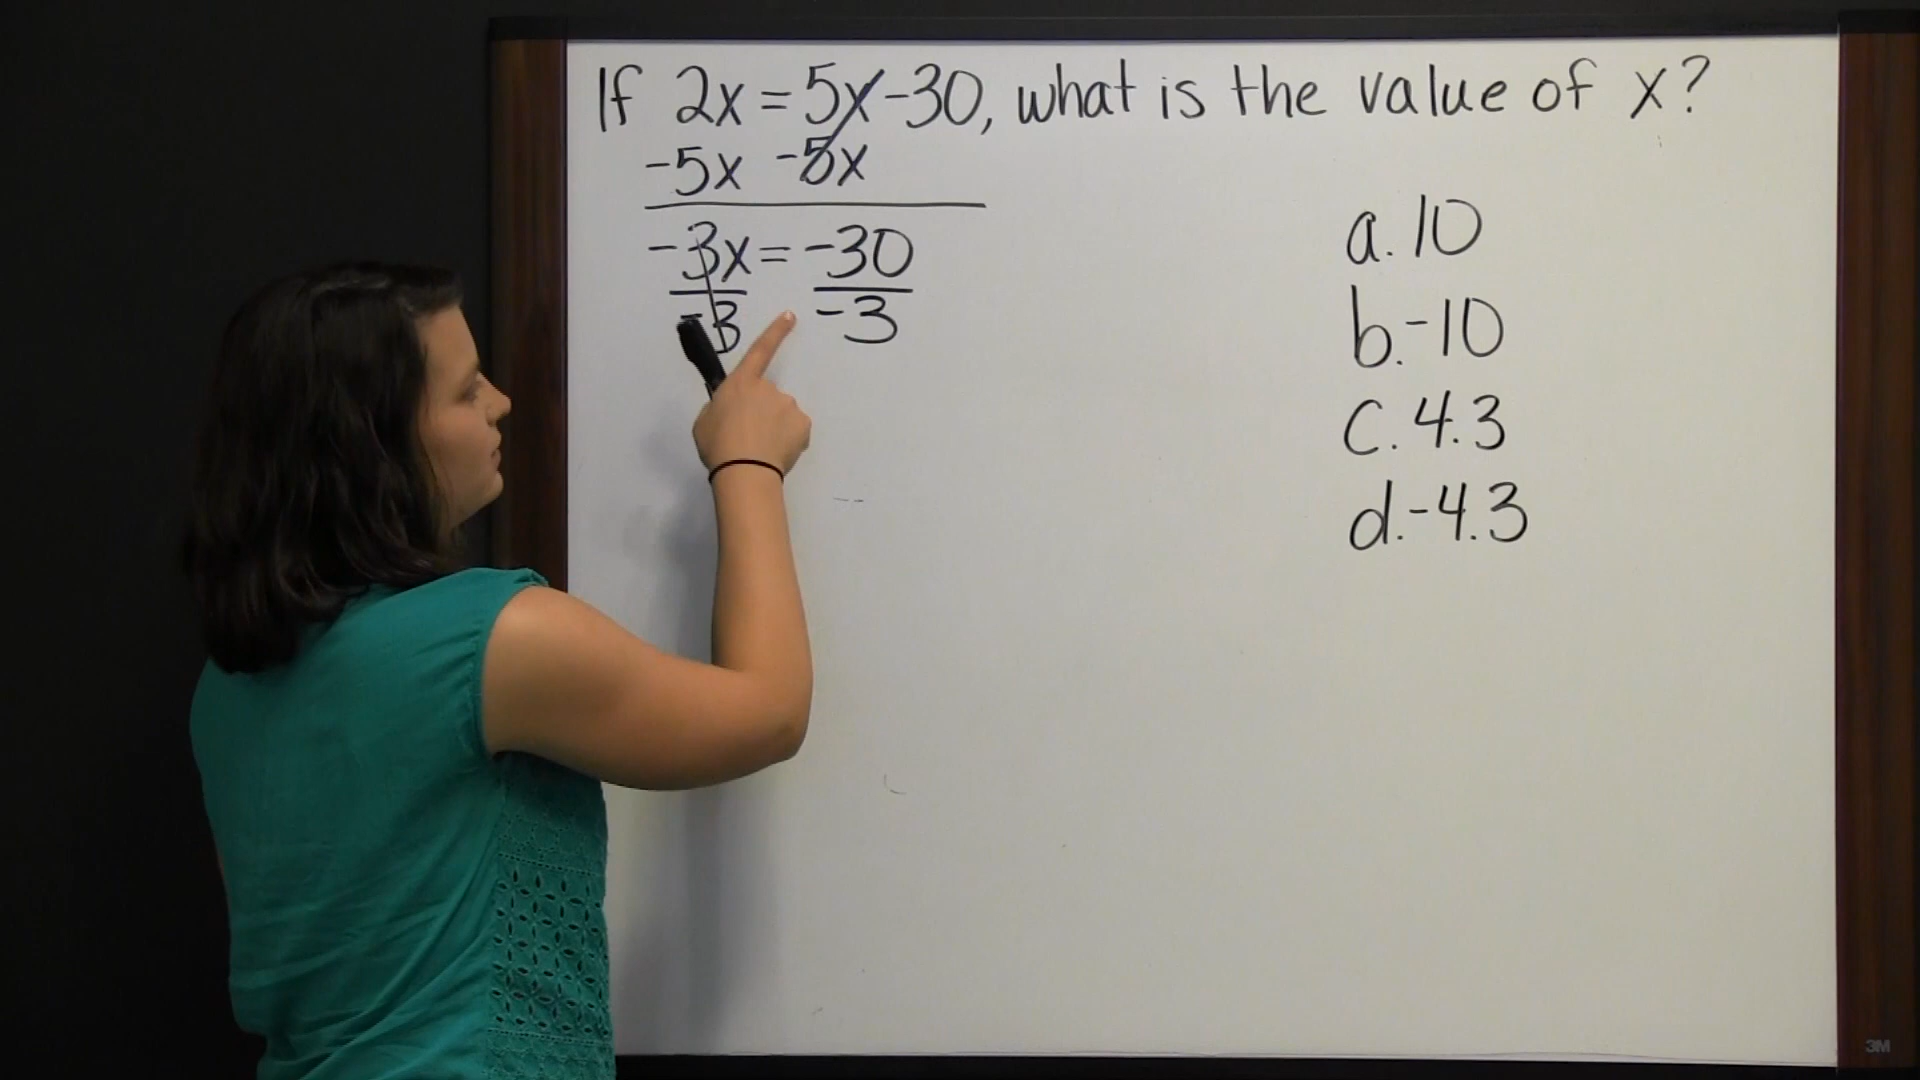 If 2x=5x-30, what is the value of x?
-5x -5x
-3x=-30
-3 -3
a. 10
b. -10
c. 4.3
d. -4.3
3M